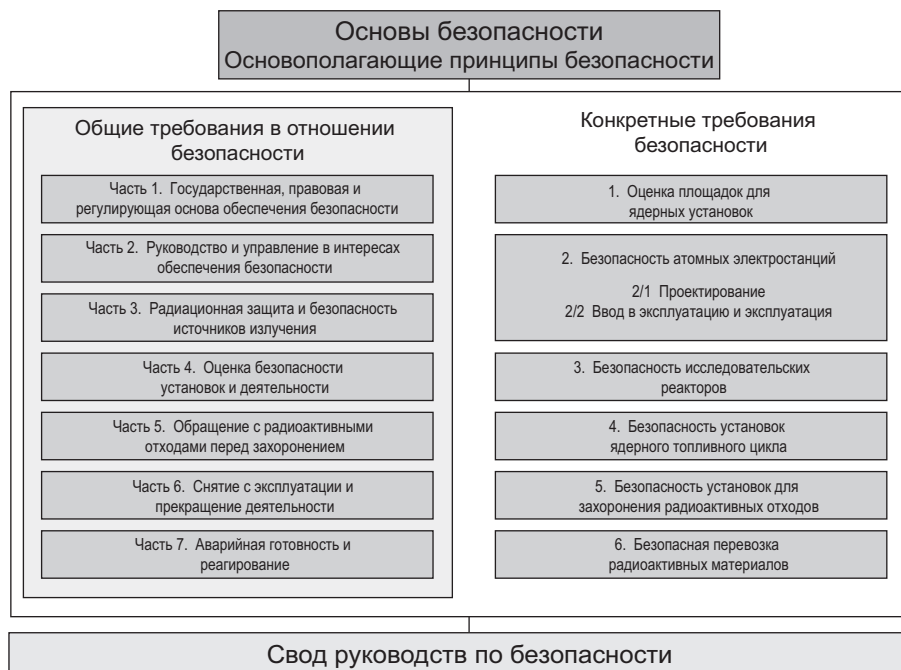 Основы безопасности
Основополагающие принципы безопасности
Общие требования в отношении
безопасности
Часть 1. Государственная, правовая и
регулирующая основа обеспечения безопасности
Часть 2. Руководство и управление в интересах
обеспечения безопасности
Часть 3. Радиационная защита и безопасность
источников излучения
Часть 4. Оценка безопасности
установок и деятельности
Часть 5. Обращение с радиоактивными
отходами перед захоронением
Часть 6. Снятие с эксплуатации и
прекращение деятельности
Часть 7. Аварийная готовность и
реагирование
Конкретные требования
безопасности
1. Оценка площадок для
ядерных установок
2. Безопасность атомных электростанций
2/1 Проектирование
2/2 Ввод в эксплуатацию и эксплуатация
3. Безопасность исследовательских
реакторов
4. Безопасность установок
ядерного топливного цикла
5. Безопасность установок для
захоронения радиоактивных отходов
6. Безопасная перевозка
радиоактивных материалов
Свод руководств по безопасности